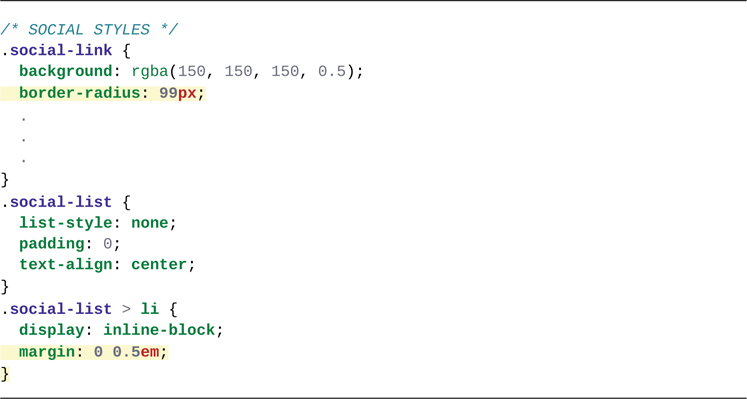 /* SOCIAL STYLES */
.social-link {
  background: rgba(150, 150, 150, 0.5);
  border-radius: 99px;
  .
  .
  .
}
.social-list {
  list-style: none;
  padding: 0;
  text-align: center;
}
.social-list > li {
  display: inline-block;
  margin: 0 0.5em;
}